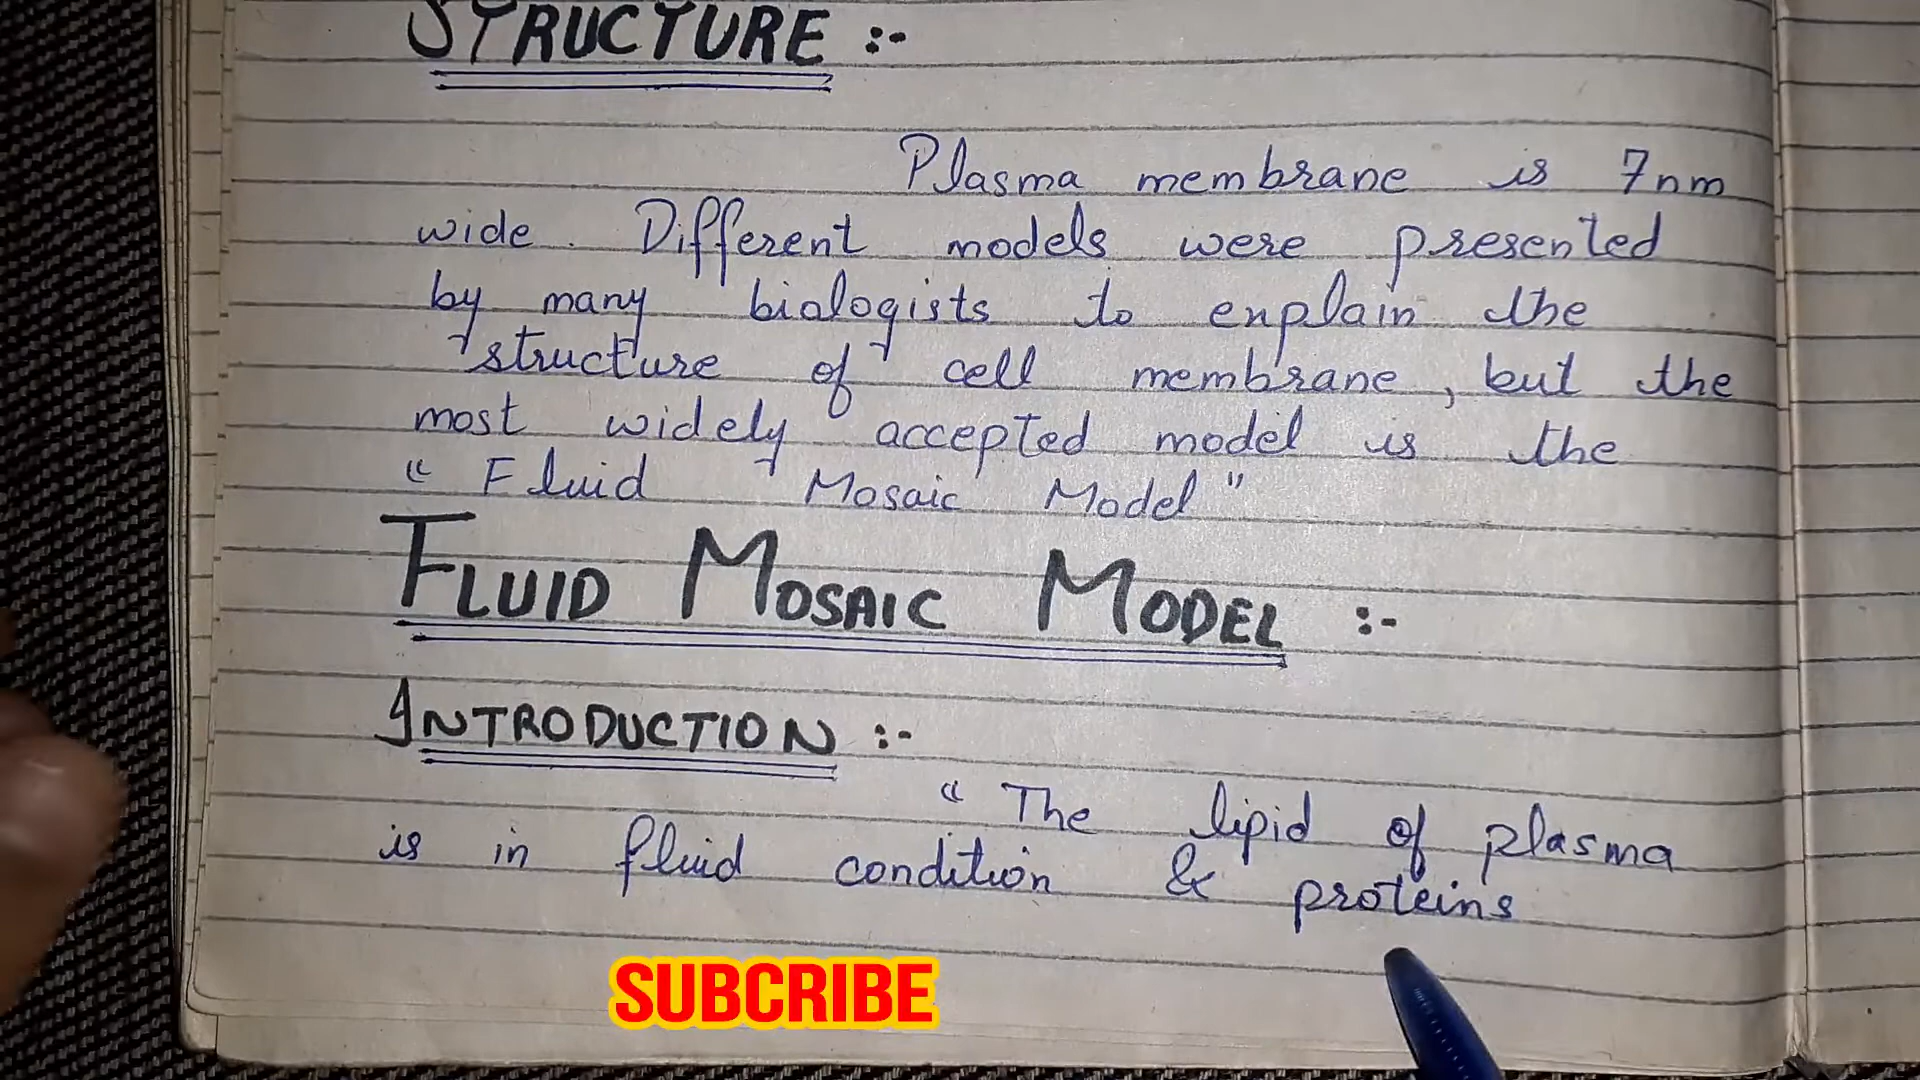 STRUCTURE :-
Plasma membrane is 7nm
wide. Different models were presented
by many biologists to explain the
structure of cell membrane, but the
most widely accepted model is the
“Fluid Mosaic Model”
FLUID MOSAIC MODEL :-
INTRODUCTION :-
“The lipid of plasma
is in fluid condition & proteins
SUBCRIBE